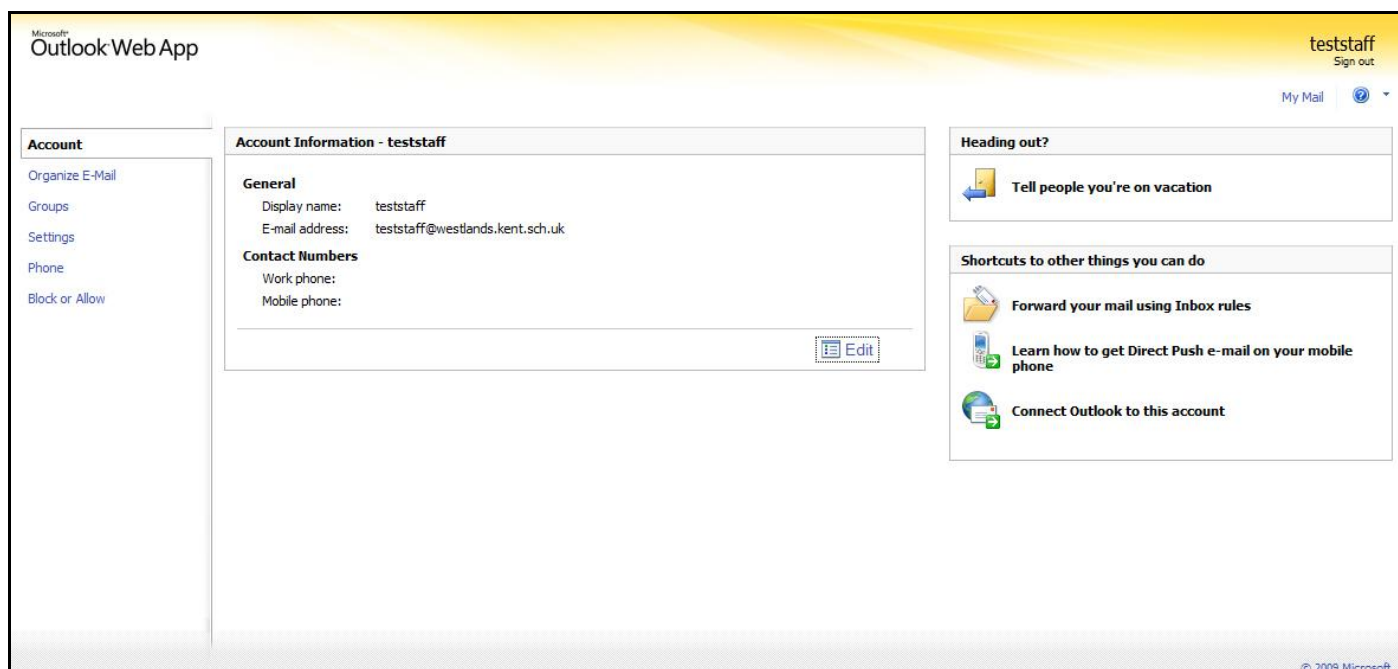 Microsoft®
Outlook Web App
teststaff
Sign out
My Mail
Account
Organize E-Mail
Groups
Settings
Phone
Block or Allow
Account Information - teststaff
General
Display name: teststaff
E-mail address: teststaff@westlands.kent.sch.uk
Contact Numbers
Work phone:
Mobile phone:
Edit
Heading out?
Tell people you're on vacation
Shortcuts to other things you can do
Forward your mail using Inbox rules
Learn how to get Direct Push e-mail on your mobile
phone
Connect Outlook to this account
© 2009 Microsoft